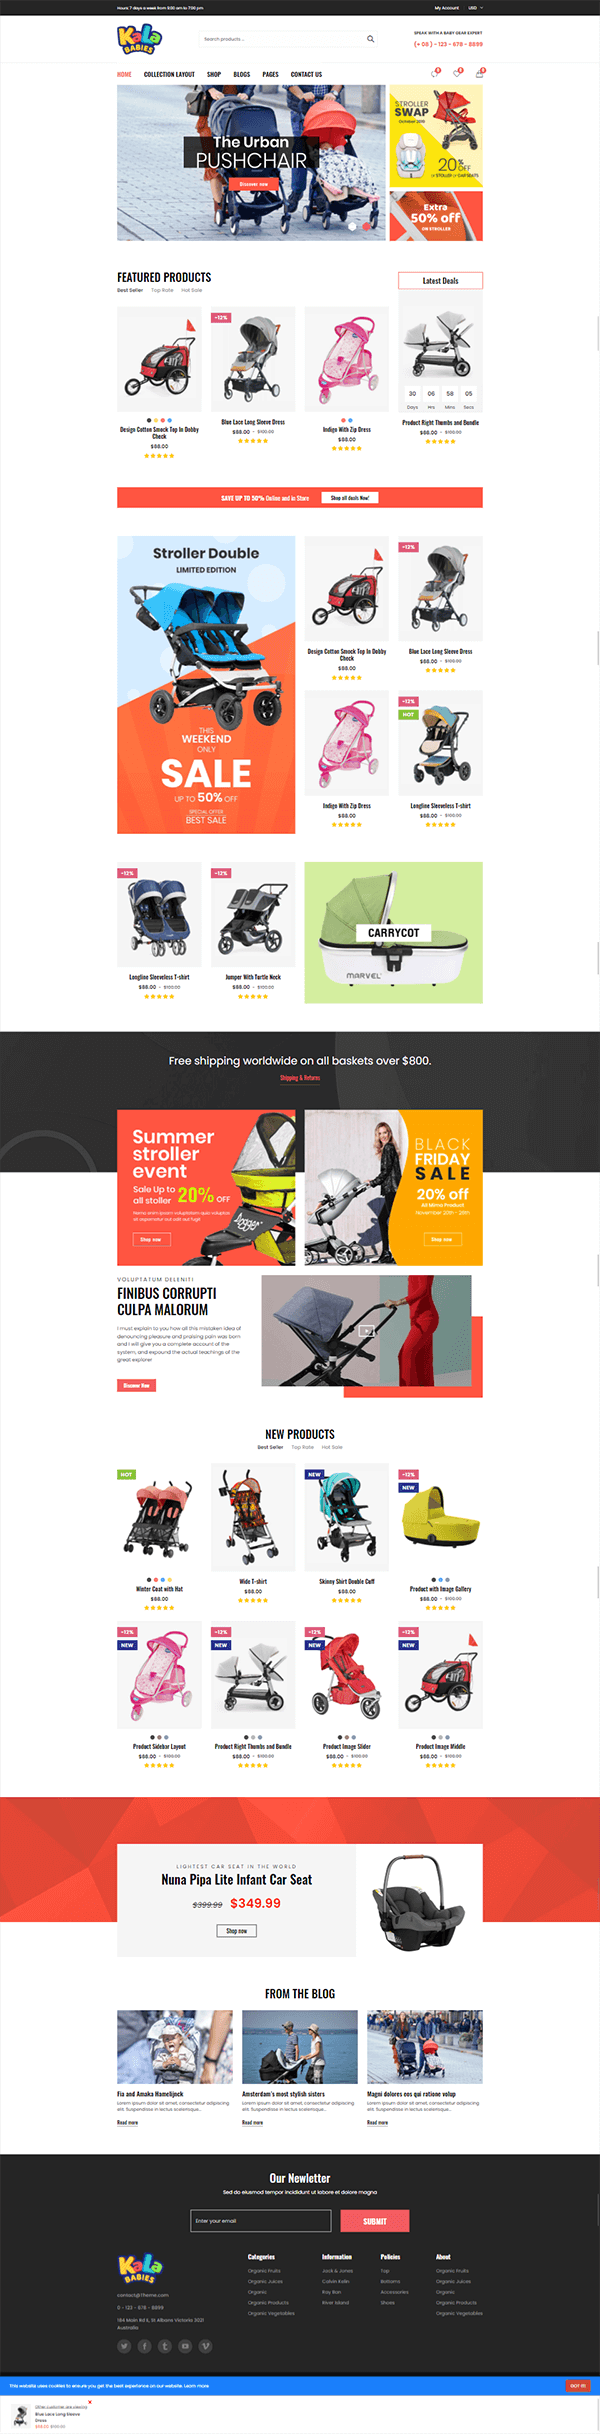 Hours: 7 days a week from 9:00 am to 7:00 pm
My Account
USD
KaLa
BABIES
Search products ...
SPEAK WITH A BABY GEAR EXPERT
(+ 08 ) - 123 - 678 - 8899
HOME
COLLECTION LAYOUT
SHOP
BLOGS
PAGES
CONTACT US
The Urban
PUSHCHAIR
Discover now
STROLLER
SWAP
October 2019
20%
OFF
Extra
50% off
ON STROLLER
FEATURED PRODUCTS
Best Seller
Top Rate
Hot Sale
Latest Deals
Design Cotton Smock Top In Dobby
Check
$88.00
-12%
Blue Lace Long Sleeve Dress
$88.00 - $100.00
Indigo With Zip Dress
$88.00
30 06 58 05
Days Hrs Mins Secs
Product Right Thumbs and Bundle
$88.00 - $100.00
SAVE UP TO 50% Online and in Store
Shop all deals Now!
Stroller Double
LIMITED EDITION
THIS
WEEKEND
ONLY
SALE
UP TO 50% OFF
SPECIAL OFFER
BEST SALE
Design Cotton Smock Top In Dobby
Check
$88.00
-12%
Blue Lace Long Sleeve Dress
$88.00 - $100.00
Indigo With Zip Dress
$88.00
-12%
HOT
Longline Sleeveless T-shirt
$88.00 - $100.00
-12%
Longline Sleeveless T-shirt
$88.00 - $100.00
-12%
Jumper With Turtle Neck
$88.00 - $100.00
CARRYCOT
MARVEL
Free shipping worldwide on all baskets over $800.
Shipping & Returns
Summer
stroller
event
Sale Up to
all stoller 20% OFF
Nemo enim ipsam voluptatem quia voluptas
sit aspernatur aut odit aut fugit
Shop now
BLACK
FRIDAY
SALE
20% off
All Mima Product
November 20th - 28th
Shop now
VOLUPTATUM DELENITI
FINIBUS CORRUPTI
CULPA MALORUM
I must explain to you how all this mistaken idea of
denouncing pleasure and praising pain was born
and I will give you a complete account of the
system, and expound the actual teachings of the
great explorer
Discover Now
NEW PRODUCTS
Best Seller
Top Rate
Hot Sale
HOT
Winter Coat with Hat
$88.00
Wide T-shirt
$88.00
NEW
Skinny Shirt Double Cuff
$88.00
-12%
NEW
Product with Image Gallery
$88.00 - $100.00
-12%
NEW
Product Sidebar Layout
$88.00 - $100.00
-12%
NEW
Product Right Thumbs and Bundle
$88.00 - $100.00
-12%
NEW
Product Image Slider
$88.00 - $100.00
-12%
NEW
Product Image Middle
$88.00 - $100.00
LIGHTEST CAR SEAT IN THE WORLD
Nuna Pipa Lite Infant Car Seat
$399.99 $349.99
Shop now
FROM THE BLOG
Fia and Amaka Hamelijnck
Lorem ipsum dolor sit amet, consectetur adipiscing
elit. Suspendisse in lectus scelerisque...
Read more
Amsterdam's most stylish sisters
Lorem ipsum dolor sit amet, consectetur adipiscing
elit. Suspendisse in lectus scelerisque...
Read more
Magni dolores eos qui ratione volup
Lorem ipsum dolor sit amet, consectetur adipiscing
elit. Suspendisse in lectus scelerisque...
Read more
Our Newletter
Sed do eiusmod tempor incididunt ut labore et dolore magna
Enter your email
SUBMIT
KaLa
BABIES
contact@Theme.com
0 - 123 - 678 - 8899
184 Main Rd E, St Albans Victoria 3021
Australia
Categories
Organic Fruits
Organic Juices
Organic
Organic Products
Organic Vegetables
Information
Jack & Jones
Calvin Kelin
Ray Ban
River Island
Policies
Top
Bottoms
Accessories
Shoes
About
Organic Fruits
Organic Juices
Organic
Organic Products
Organic Vegetables
This website uses cookies to ensure you get the best experience on our website. Learn more
GOT IT!
Blue Lace Long Sleeve
Dress
$88.00 $100.00